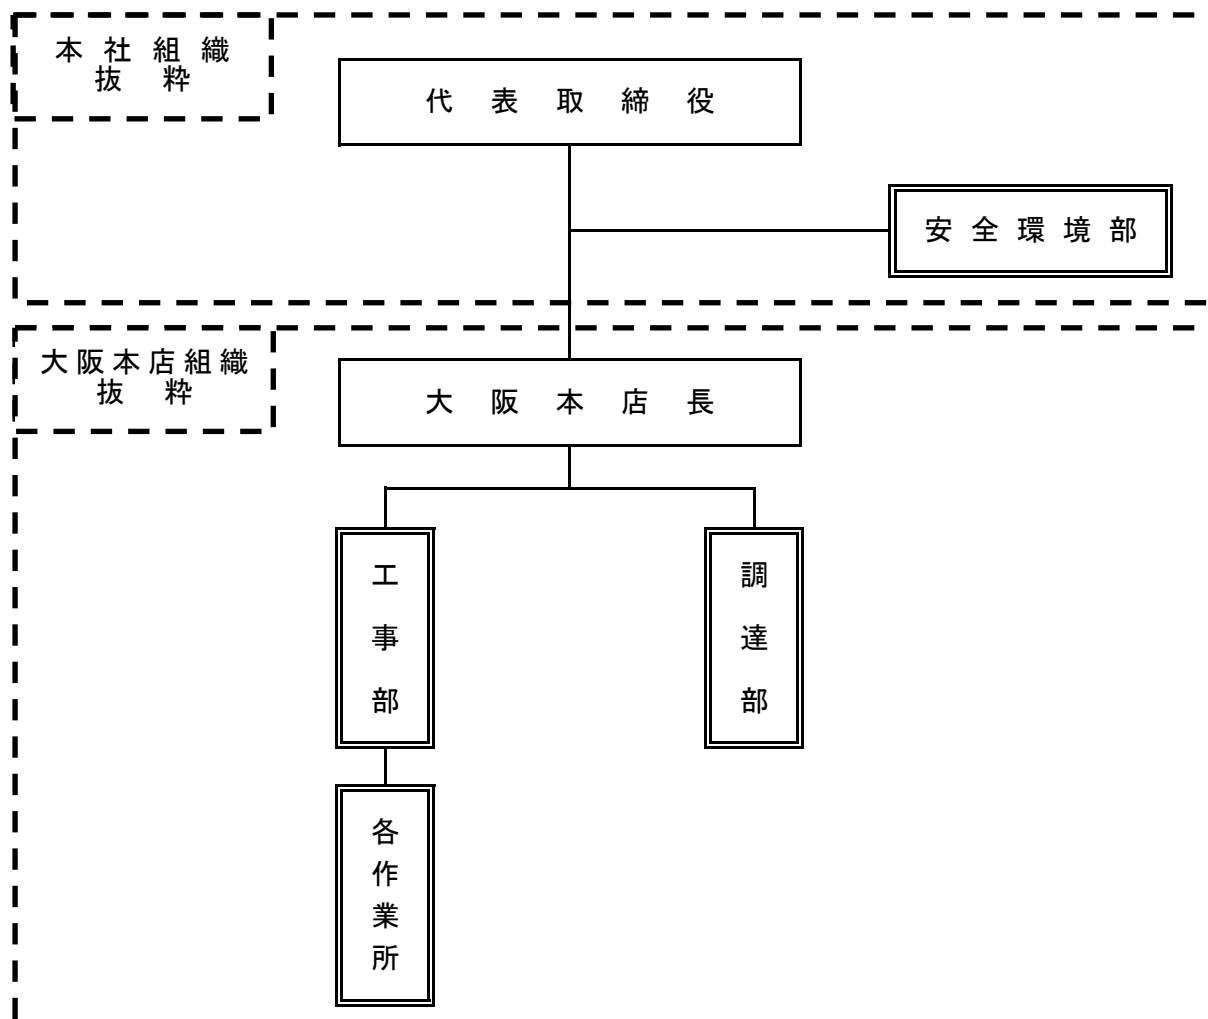 本社組織
抜粋
代表取締役
安全環境部
大阪本店組織
抜粋
大阪本店長
工事部
調達部
各作業所